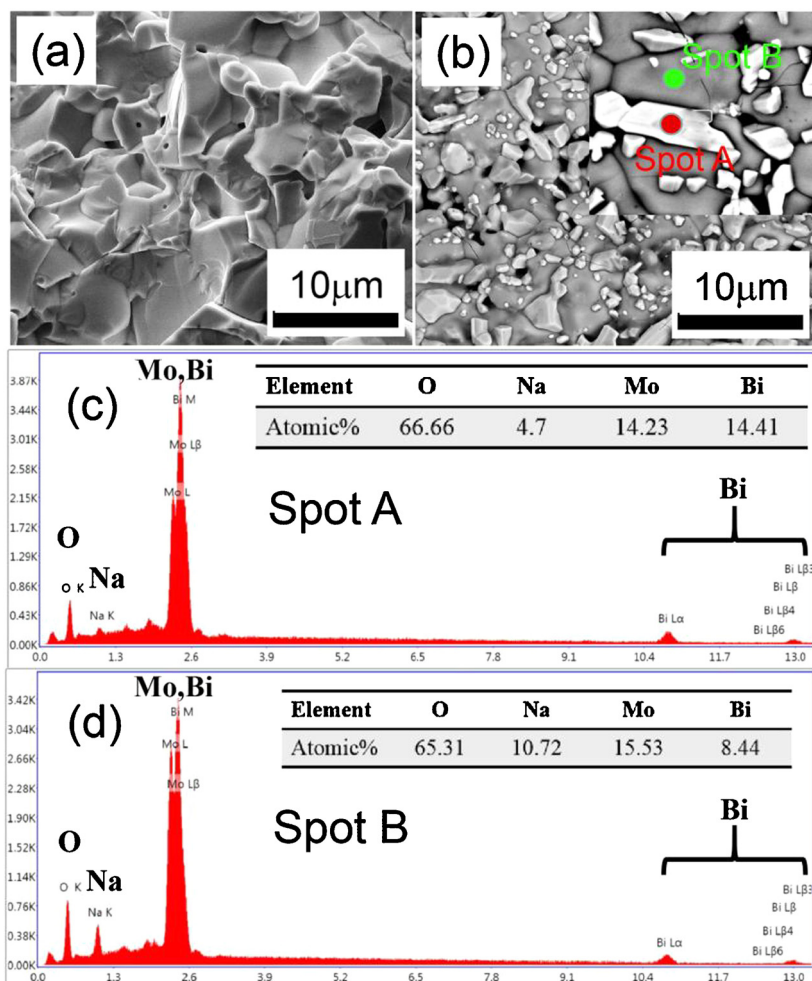 (a)
10μm
(b)
Spot B
Spot A
10μm
(c)
Mo,Bi
Bi M
Mo Lβ
Mo L
O
O K
Na
Na K
Element O Na Mo Bi
Atomic% 66.66 4.7 14.23 14.41
Spot A
Bi
Bi Lα
Bi Lβ3
Bi Lβ
Bi Lβ4
Bi Lβ6
3.87K
3.44K
3.01K
2.58K
2.15K
1.72K
1.29K
0.86K
0.43K
0.00K
0.0 1.3 2.6 3.9 5.2 6.5 7.8 9.1 10.4 11.7 13.0
(d)
Mo,Bi
Bi M
Mo L
Mo Lβ
O
O K
Na
Na K
Element O Na Mo Bi
Atomic% 65.31 10.72 15.53 8.44
Spot B
Bi
Bi Lα
Bi Lβ3
Bi Lβ
Bi Lβ4
Bi Lβ6
3.42K
3.04K
2.66K
2.28K
1.90K
1.52K
1.14K
0.76K
0.38K
0.00K
0.0 1.3 2.6 3.9 5.2 6.5 7.8 9.1 10.4 11.7 13.0